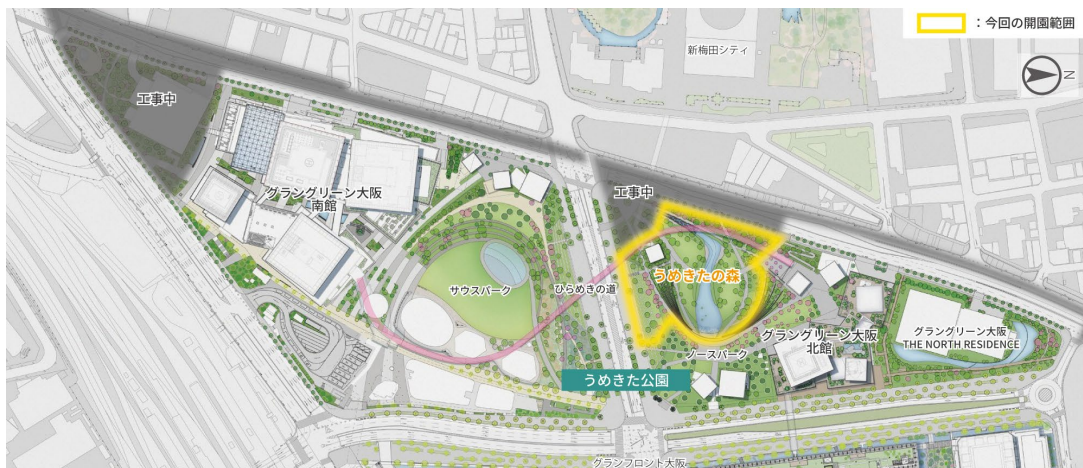 ：今回の開園範囲
新梅田シティ
N
工事中
グラングリーン大阪
南館
工事中
うめきたの森
サウスパーク
ひらめきの道
グラングリーン大阪
北館
グラングリーン大阪
THE NORTH RESIDENCE
ノースパーク
うめきた公園
グランフロント大阪